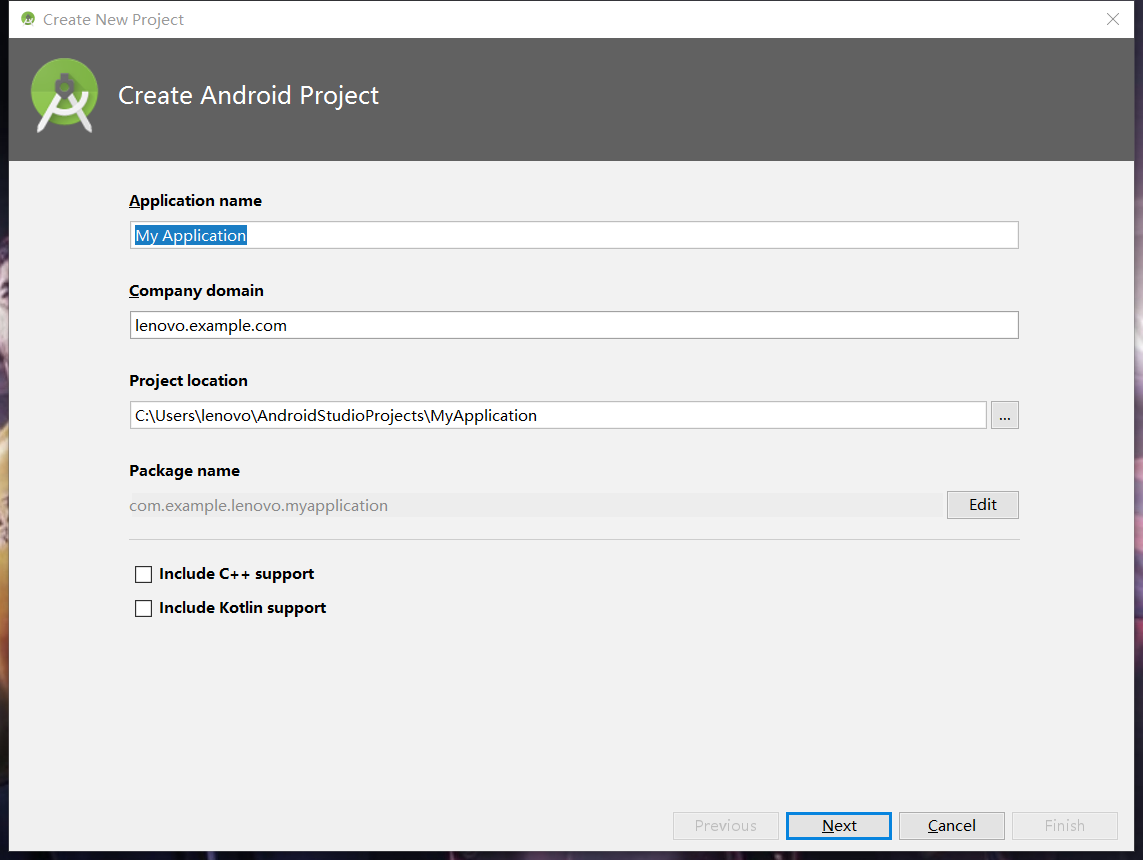 Create New Project
Create Android Project
Application name
My Application
Company domain
lenovo.example.com
Project location
C:\Users\lenovo\AndroidStudioProjects\MyApplication
...
Package name
com.example.lenovo.myapplication
Edit
Include C++ support
Include Kotlin support
Previous Next Cancel Finish